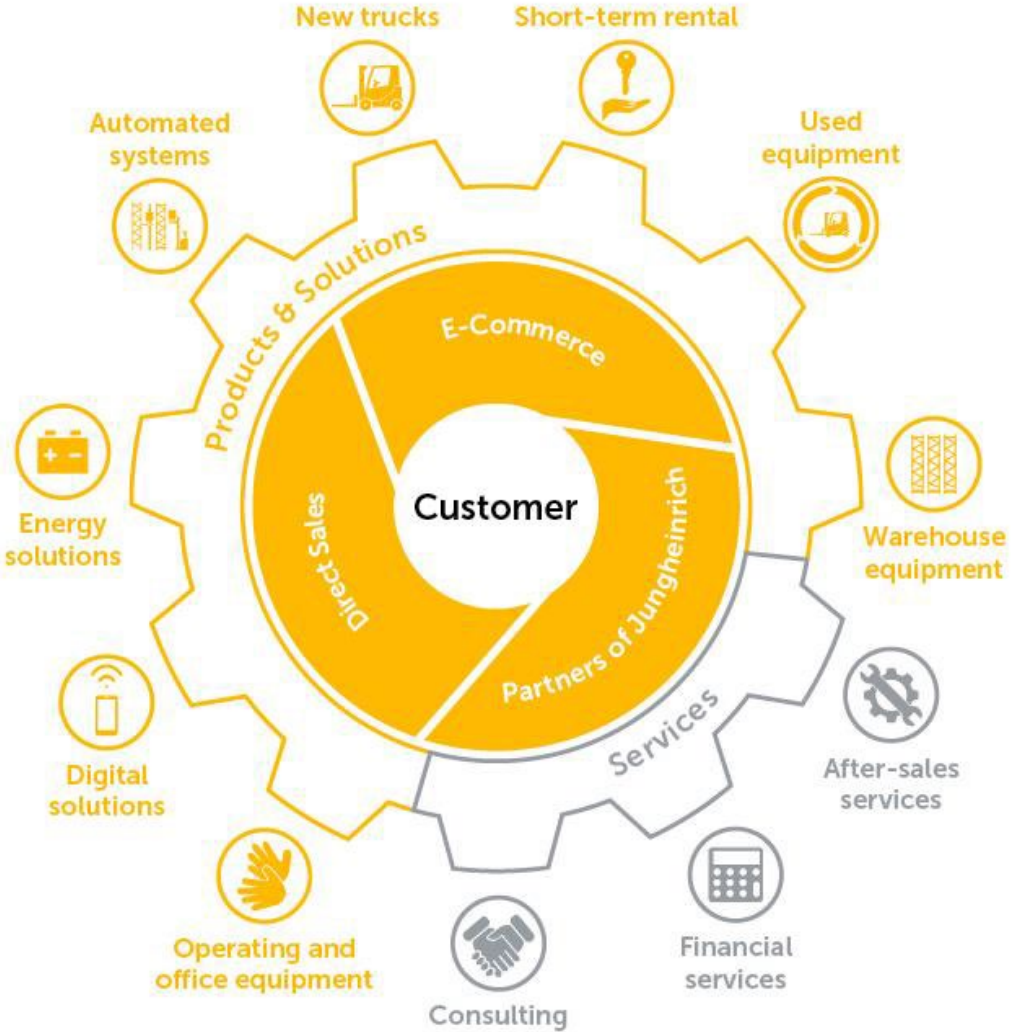 New trucks
Short-term rental
Automated
systems
Used
equipment
Products & Solutions
E-Commerce
Customer
Direct Sales
Partners of Jungheinrich
Energy
solutions
Warehouse
equipment
Services
Digital
solutions
After-sales
services
Operating and
office equipment
Financial
services
Consulting